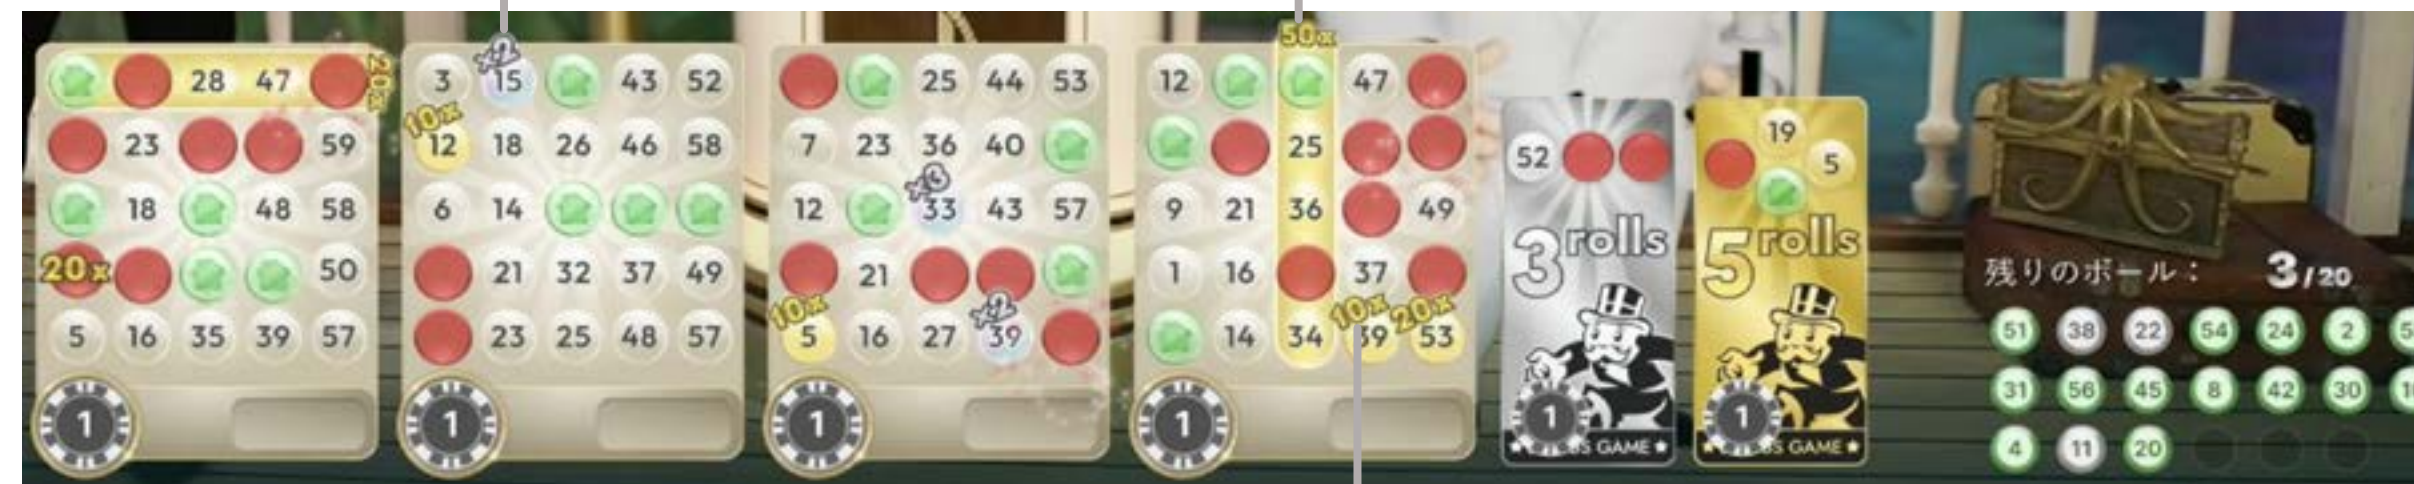 28 47 20x
23 59
18 48 58
20x 50
5 16 35 39 57
1
x2
3 15 43 52
10x
12 18 26 46 58
6 14
21 32 37 49
23 25 48 57
1
25 44 53
7 23 36 40
x3
12 33 43 57
21
10x x2
5 16 27 39
1
50x
12 47
25
9 21 36 49
1 16 37
10x 20x
14 34 39 53
1
52
3 rolls
1
GAME
19
5
5 rolls
1
GAME
残りのボール： 3/20
51 38 22 54 24 2
31 56 45 8 42 30
4 11 20